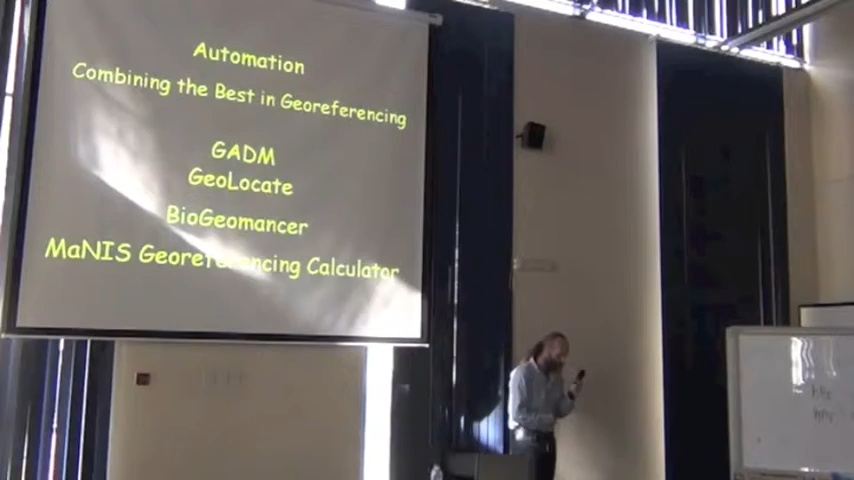 Automation
Combining the Best in Georeferencing
GADM
GeoLocate
BioGeomancer
MaNIS Georeferencing Calculator